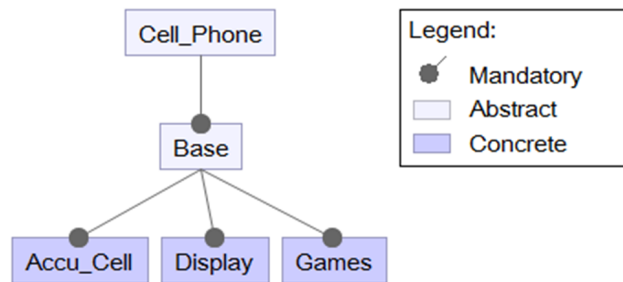 Cell_Phone
Base
Accu_Cell
Display
Games
Legend:
Mandatory
Abstract
Concrete